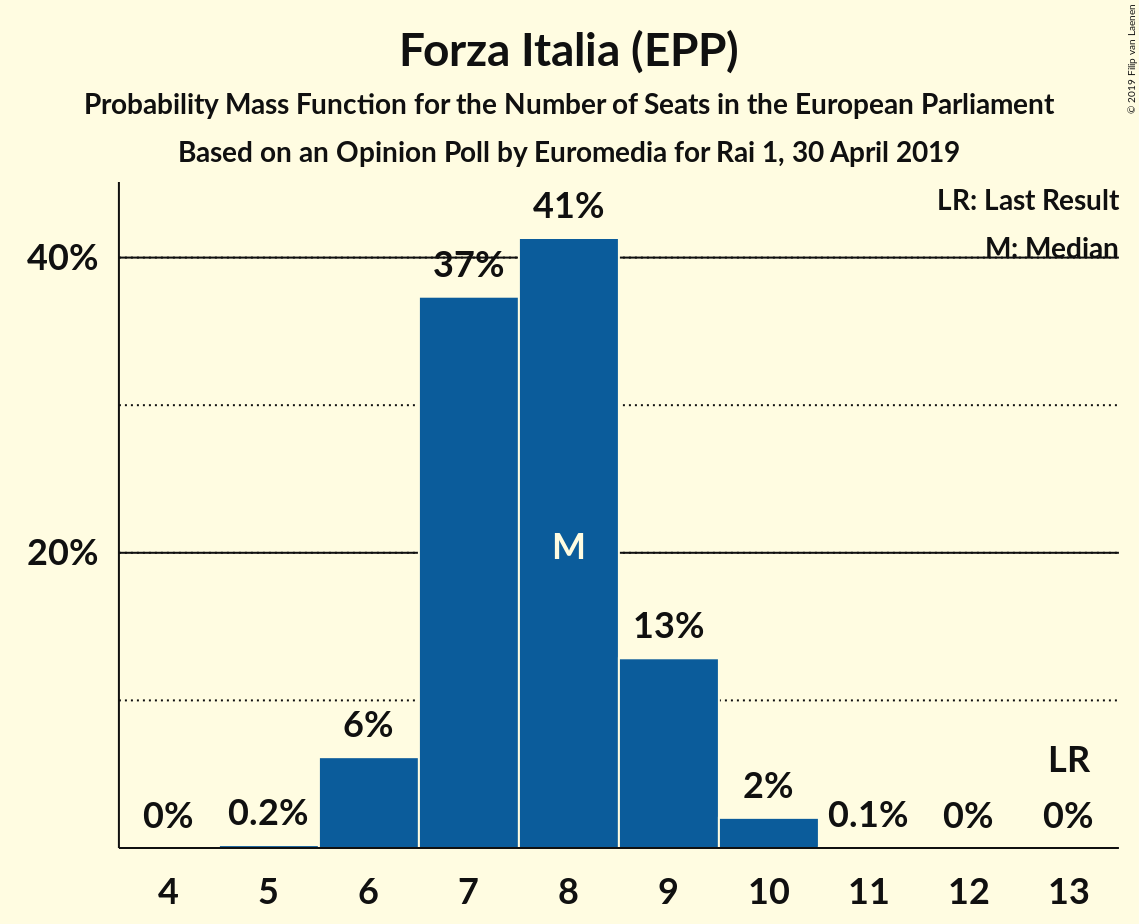 Forza Italia (EPP)
Probability Mass Function for the Number of Seats in the European Parliament
Based on an Opinion Poll by Euromedia for Rai 1, 30 April 2019
© 2019 Filip van Laenen
LR: Last Result
M: Median
40%
20%
0%
0.2%
6%
37%
41%
M
13%
2%
0.1%
0%
LR
0%
4 5 6 7 8 9 10 11 12 13